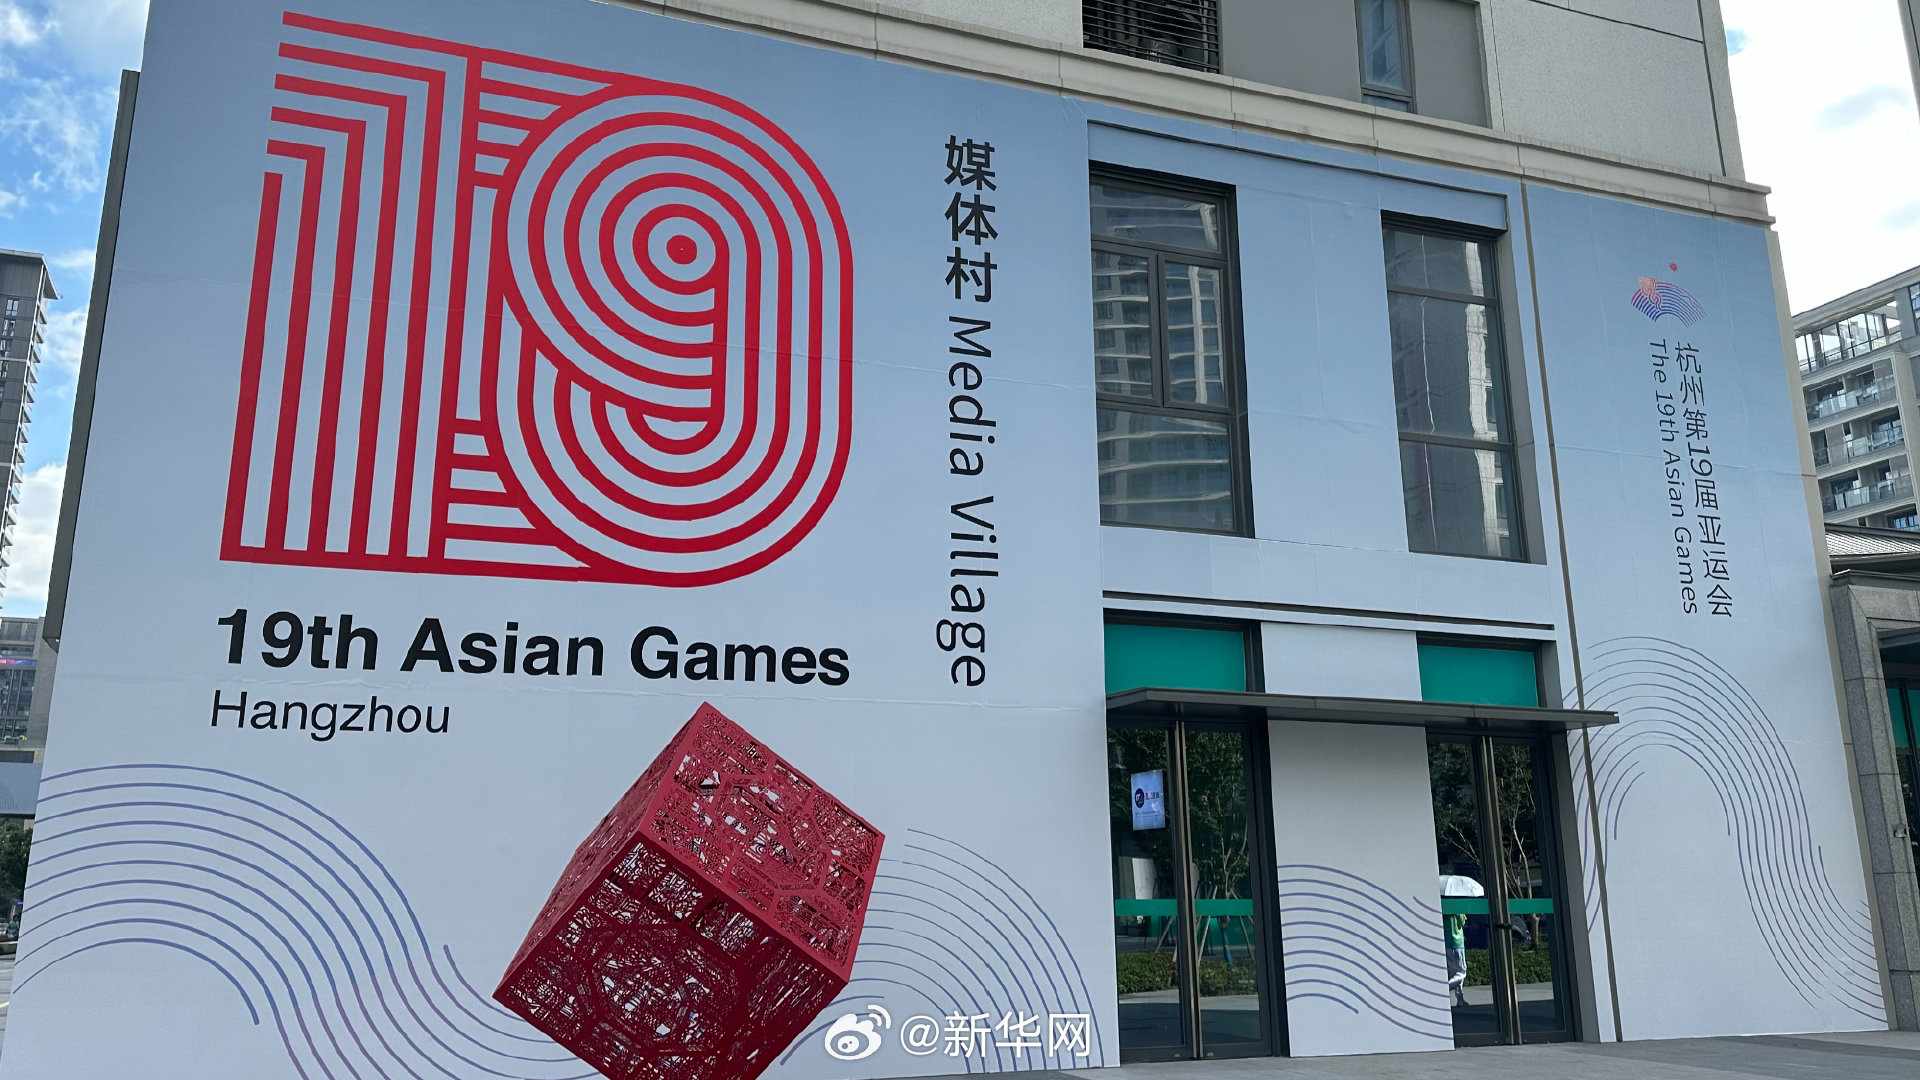 19
19th Asian Games
Hangzhou
媒体村 Media Village
杭州第19届亚运会
The 19th Asian Games
@新华网